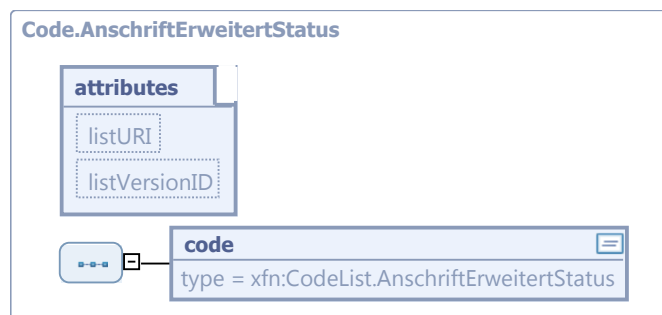 Code.AnschriftErweitertStatus
attributes
listURI
listVersionID
code
type = xfn:CodeList.AnschriftErweitertStatus